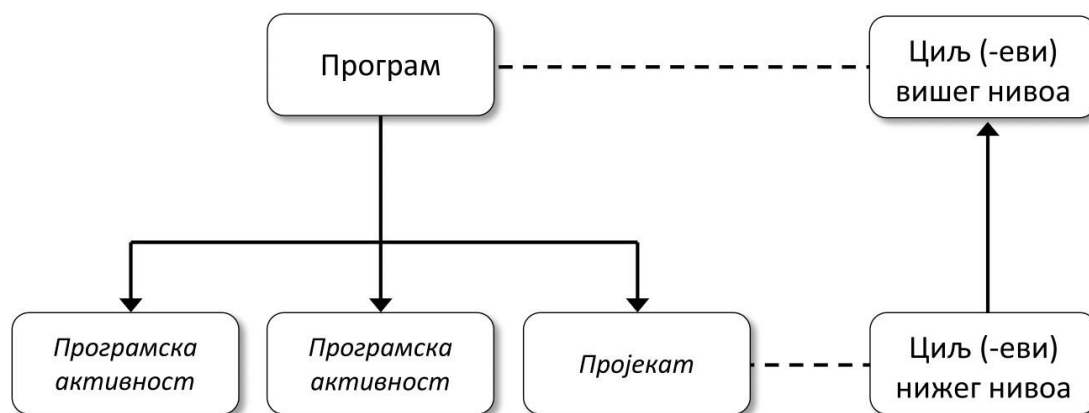 Програм
Циљ (-еви)
вишег нивоа
Програмска
активност
Програмска
активност
Пројекат
Циљ (-еви)
нижег нивоа